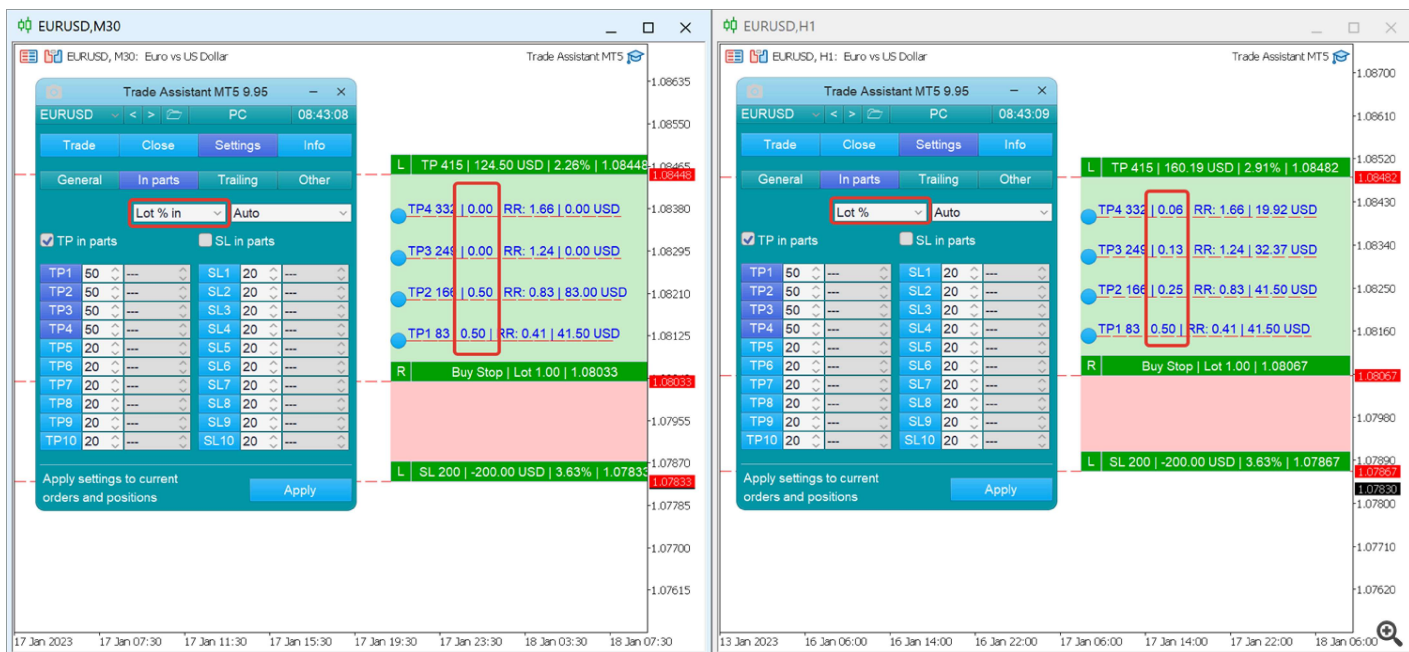 EURUSD,M30
EURUSD, M30: Euro vs US Dollar
Trade Assistant MT5
Trade Assistant MT5 9.95
EURUSD < > PC 08:43:08
Trade Close Settings Info
General In parts Trailing Other
Lot % in Auto
TP in parts SL in parts
TP1 50 --- SL1 20 ---
TP2 50 --- SL2 20 ---
TP3 50 --- SL3 20 ---
TP4 50 --- SL4 20 ---
TP5 20 --- SL5 20 ---
TP6 20 --- SL6 20 ---
TP7 20 --- SL7 20 ---
TP8 20 --- SL8 20 ---
TP9 20 --- SL9 20 ---
TP10 20 --- SL10 20 ---
Apply settings to current
orders and positions
Apply
L TP 415 | 124.50 USD | 2.26% | 1.08448
TP4 332 | 0.00 RR: 1.66 | 0.00 USD
TP3 249 | 0.00 RR: 1.24 | 0.00 USD
TP2 166 | 0.50 RR: 0.83 | 83.00 USD
TP1 83 | 0.50 | RR: 0.41 | 41.50 USD
R Buy Stop | Lot 1.00 | 1.08033
L SL 200 | -200.00 USD | 3.63% | 1.07833
1.08635
1.08550
1.08465
1.08448
1.08380
1.08295
1.08210
1.08125
1.08033
1.07955
1.07870
1.07833
1.07785
1.07700
1.07615
17 Jan 2023 17 Jan 07:30 17 Jan 11:30 17 Jan 15:30 17 Jan 19:30 17 Jan 23:30 18 Jan 03:30 18 Jan 07:30
EURUSD,H1
EURUSD, H1: Euro vs US Dollar
Trade Assistant MT5
Trade Assistant MT5 9.95
EURUSD < > PC 08:43:09
Trade Close Settings Info
General In parts Trailing Other
Lot % Auto
TP in parts SL in parts
TP1 50 --- SL1 20 ---
TP2 50 --- SL2 20 ---
TP3 50 --- SL3 20 ---
TP4 50 --- SL4 20 ---
TP5 20 --- SL5 20 ---
TP6 20 --- SL6 20 ---
TP7 20 --- SL7 20 ---
TP8 20 --- SL8 20 ---
TP9 20 --- SL9 20 ---
TP10 20 --- SL10 20 ---
Apply settings to current
orders and positions
Apply
L TP 415 | 160.19 USD | 2.91% | 1.08482
TP4 332 | 0.06 RR: 1.66 | 19.92 USD
TP3 249 | 0.13 RR: 1.24 | 32.37 USD
TP2 166 | 0.25 RR: 0.83 | 41.50 USD
TP1 83 | 0.50 | RR: 0.41 | 41.50 USD
R Buy Stop | Lot 1.00 | 1.08067
L SL 200 | -200.00 USD | 3.63% | 1.07867
1.08700
1.08610
1.08520
1.08482
1.08430
1.08340
1.08250
1.08160
1.08067
1.07980
1.07890
1.07867
1.07830
1.07800
1.07710
1.07620
13 Jan 2023 16 Jan 06:00 16 Jan 14:00 16 Jan 22:00 17 Jan 06:00 17 Jan 14:00 17 Jan 22:00 18 Jan 06:00